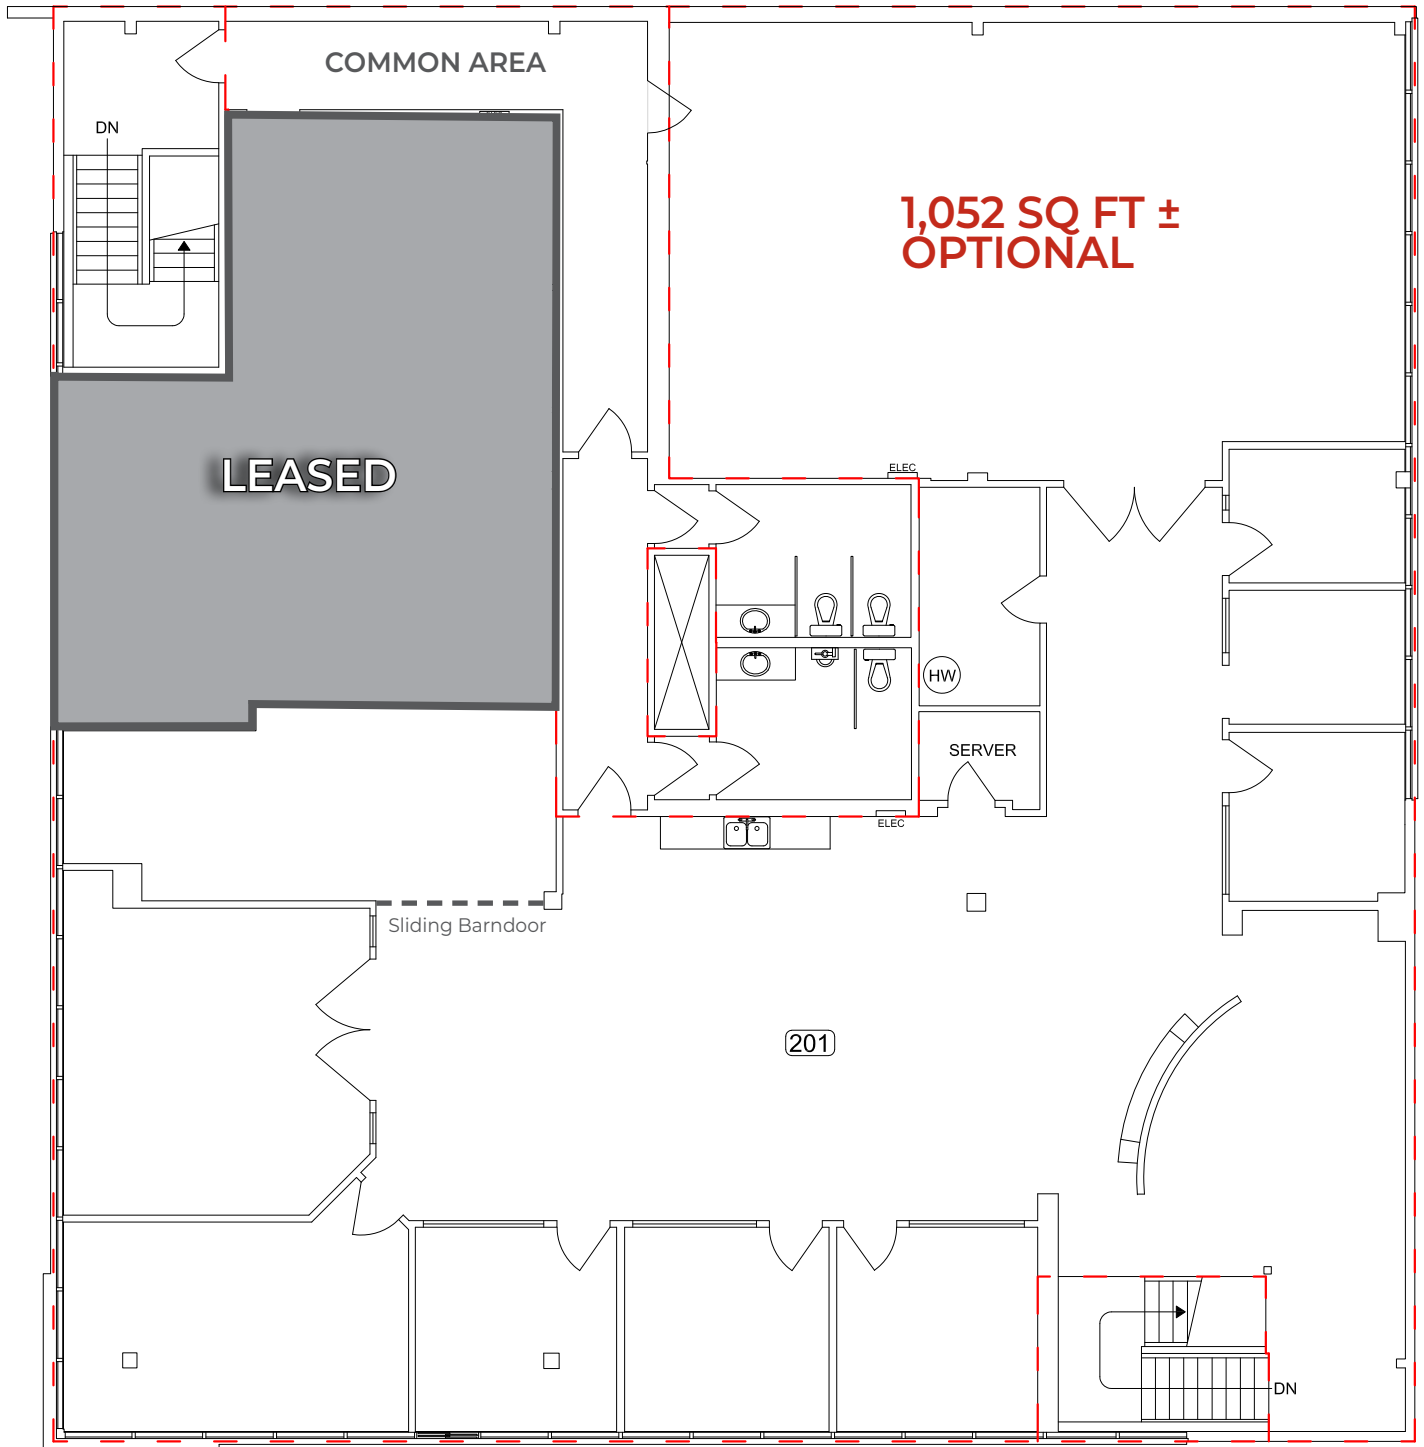 COMMON AREA
DN
1,052 SQ FT ±
OPTIONAL
LEASED
ELEC
HW
SERVER
ELEC
Sliding Barndoor
201
DN